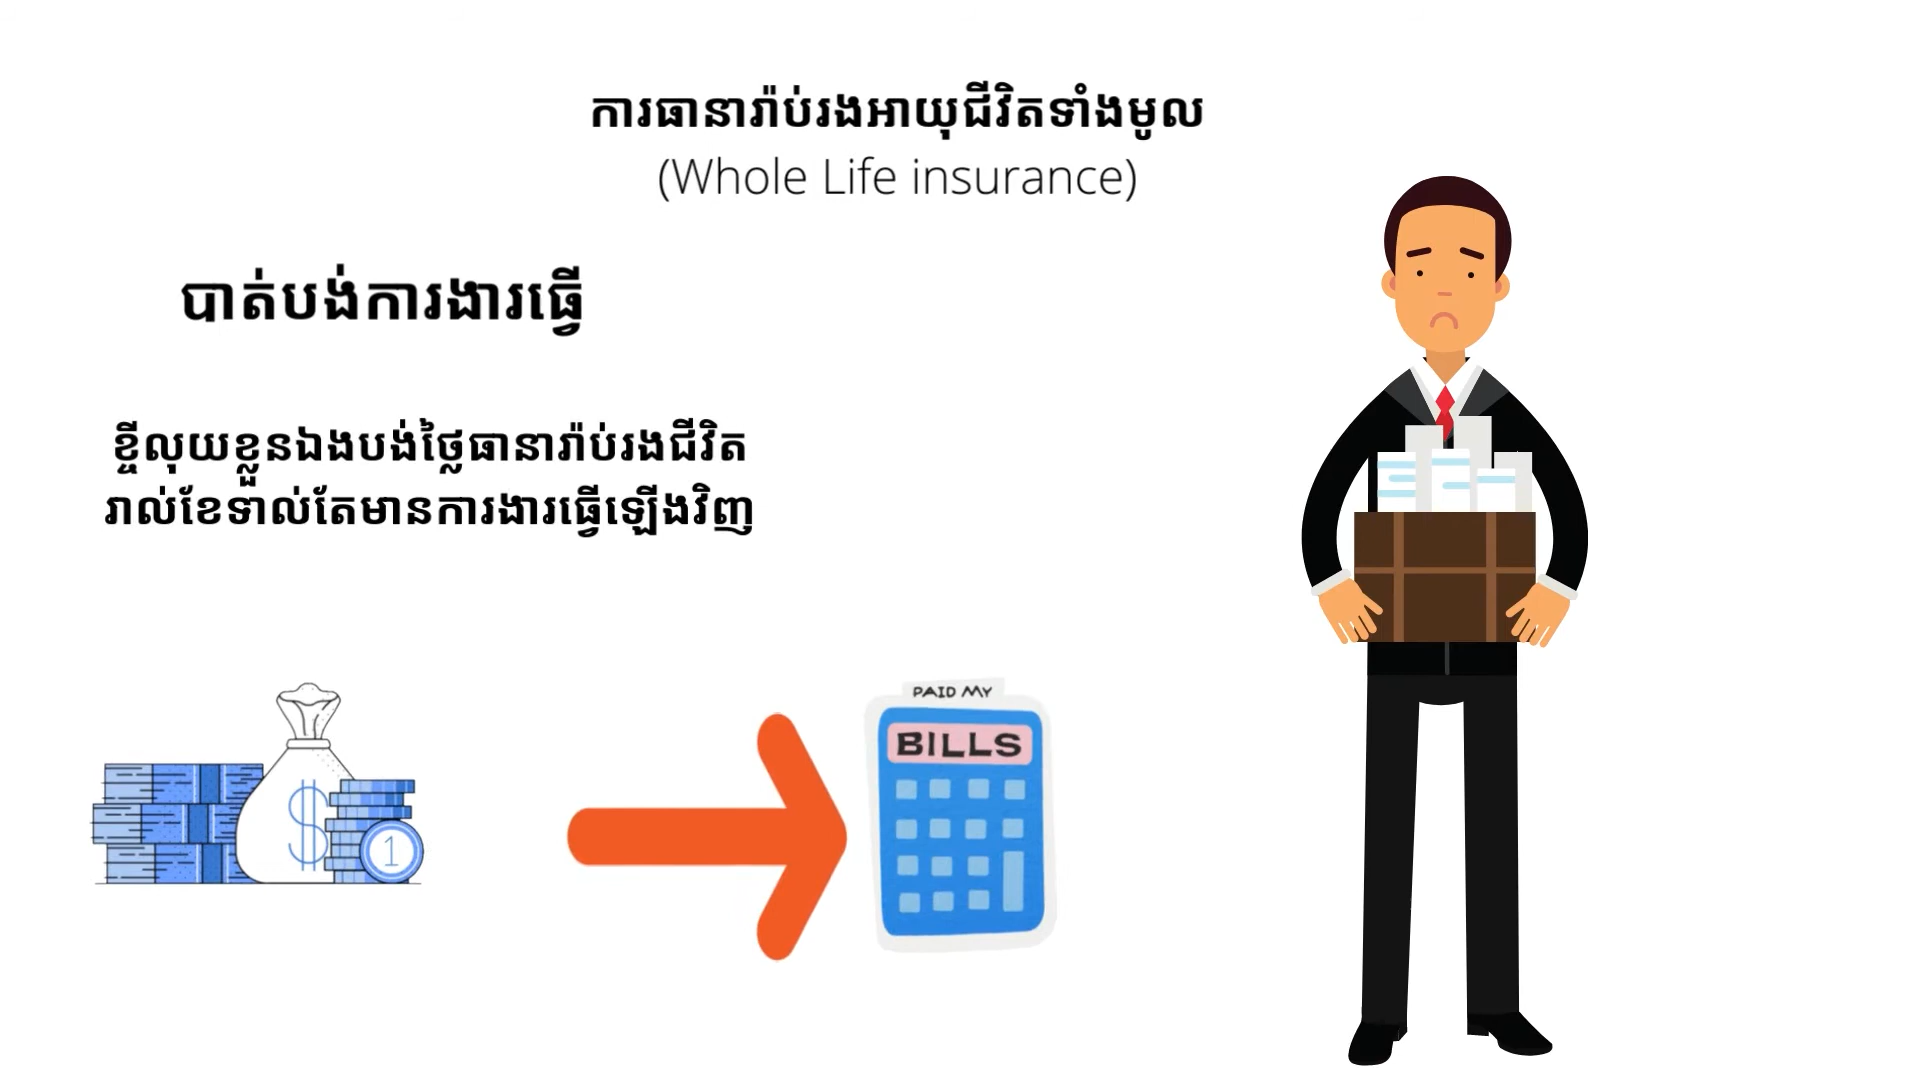 ការធានារ៉ាប់រងអាយុជីវិតទាំងមូល
(Whole Life insurance)
បាត់បង់ការងារធ្វើ
ខ្ចីលុយខ្លួនឯងបង់ថ្លៃធានារ៉ាប់រងជីវិត
រាល់ខែទាល់តែមានការងារធ្វើឡើងវិញ
PAID MY
BILLS
$
1